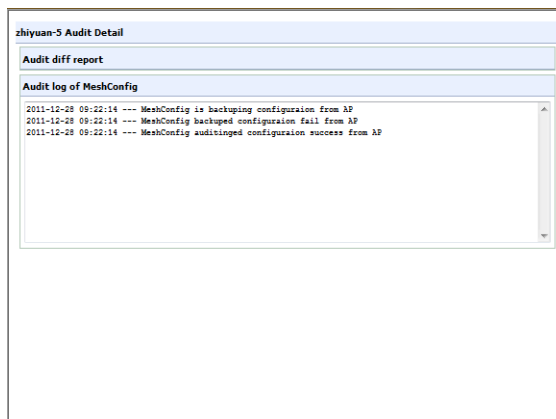 zhiyuan-5 Audit Detail
Audit diff report
Audit log of MeshConfig
2011-12-28 09:22:14 --- MeshConfig is backuping configuraion from AP
2011-12-28 09:22:14 --- MeshConfig backuped configuraion fail from AP
2011-12-28 09:22:14 --- MeshConfig auditinged configuraion success from AP